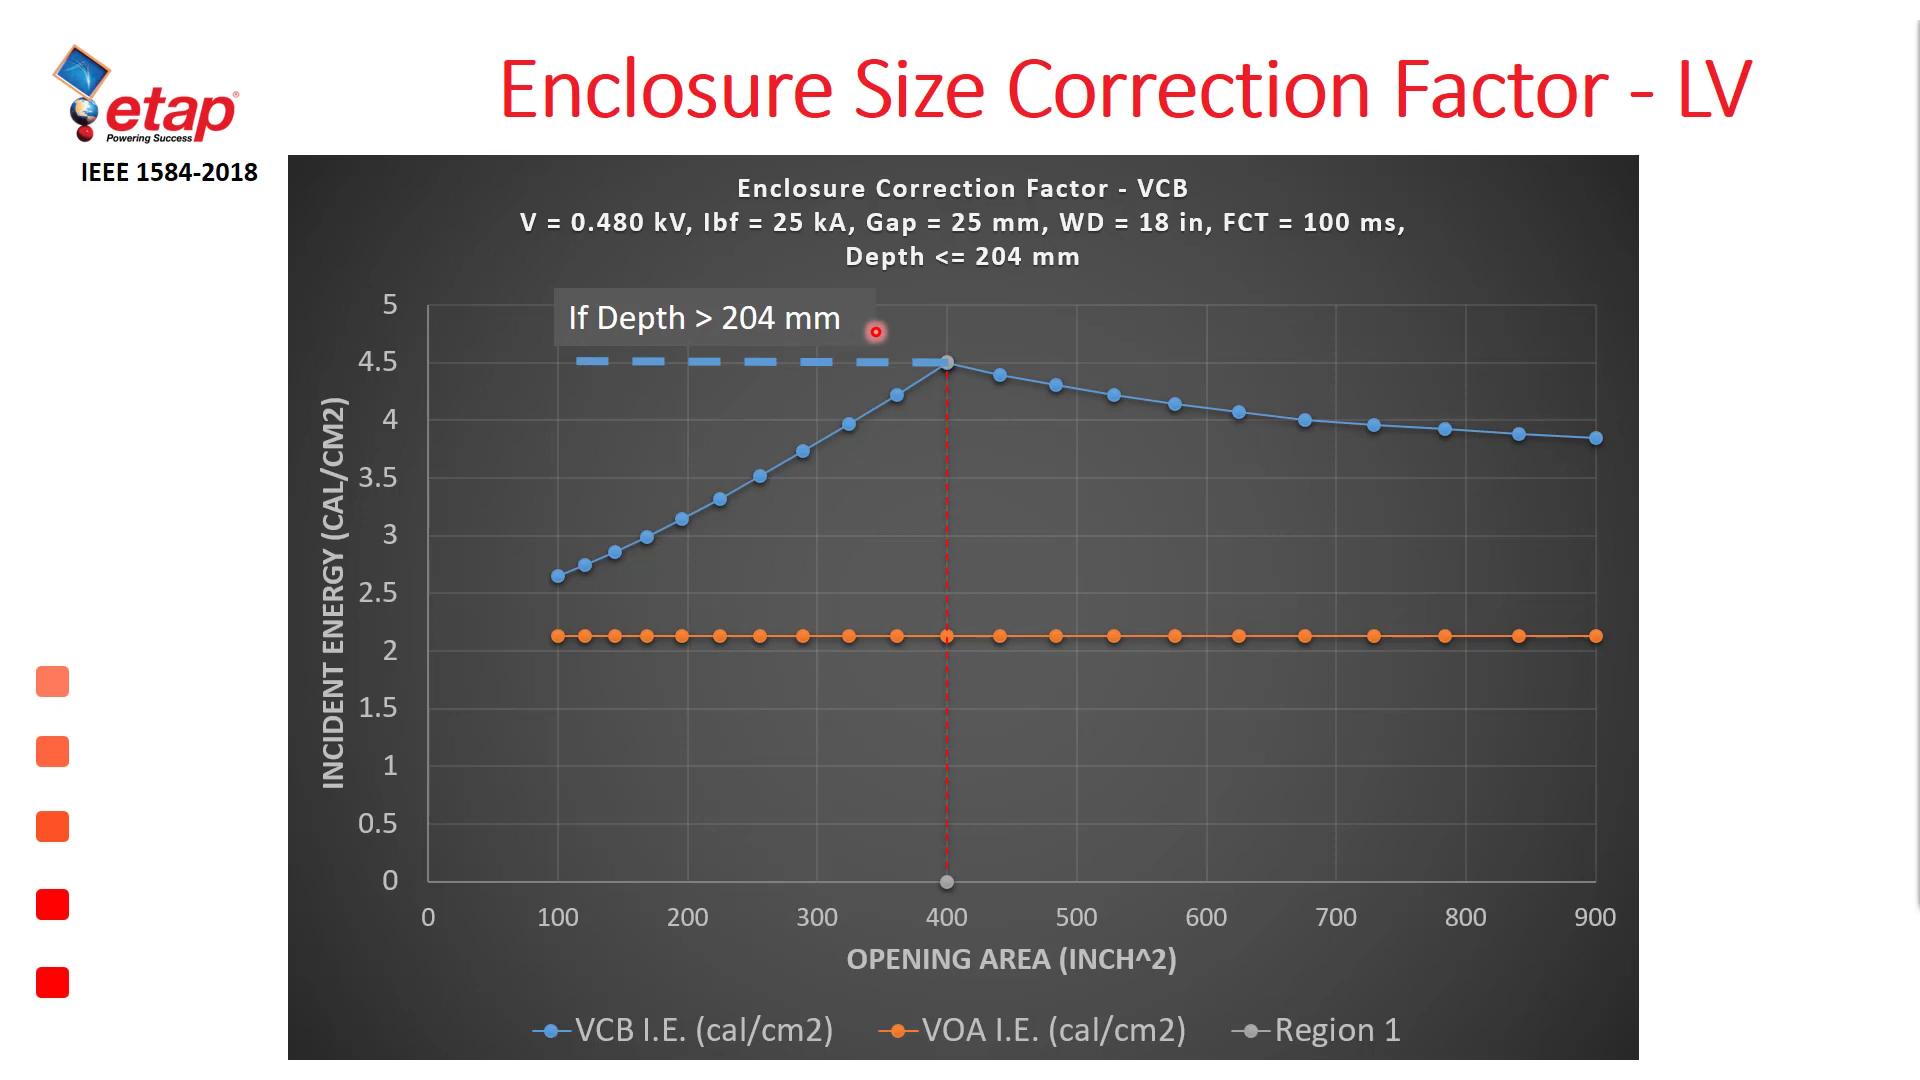 etap®
Powering Success
IEEE 1584-2018
Enclosure Size Correction Factor - LV
Enclosure Correction Factor - VCB
V = 0.480 kV, Ibf = 25 kA, Gap = 25 mm, WD = 18 in, FCT = 100 ms,
Depth <= 204 mm
If Depth > 204 mm
5
4.5
4
3.5
3
2.5
2
1.5
1
0.5
0
INCIDENT ENERGY (CAL/CM2)
0 100 200 300 400 500 600 700 800 900
OPENING AREA (INCH^2)
VCB I.E. (cal/cm2) VOA I.E. (cal/cm2) Region 1